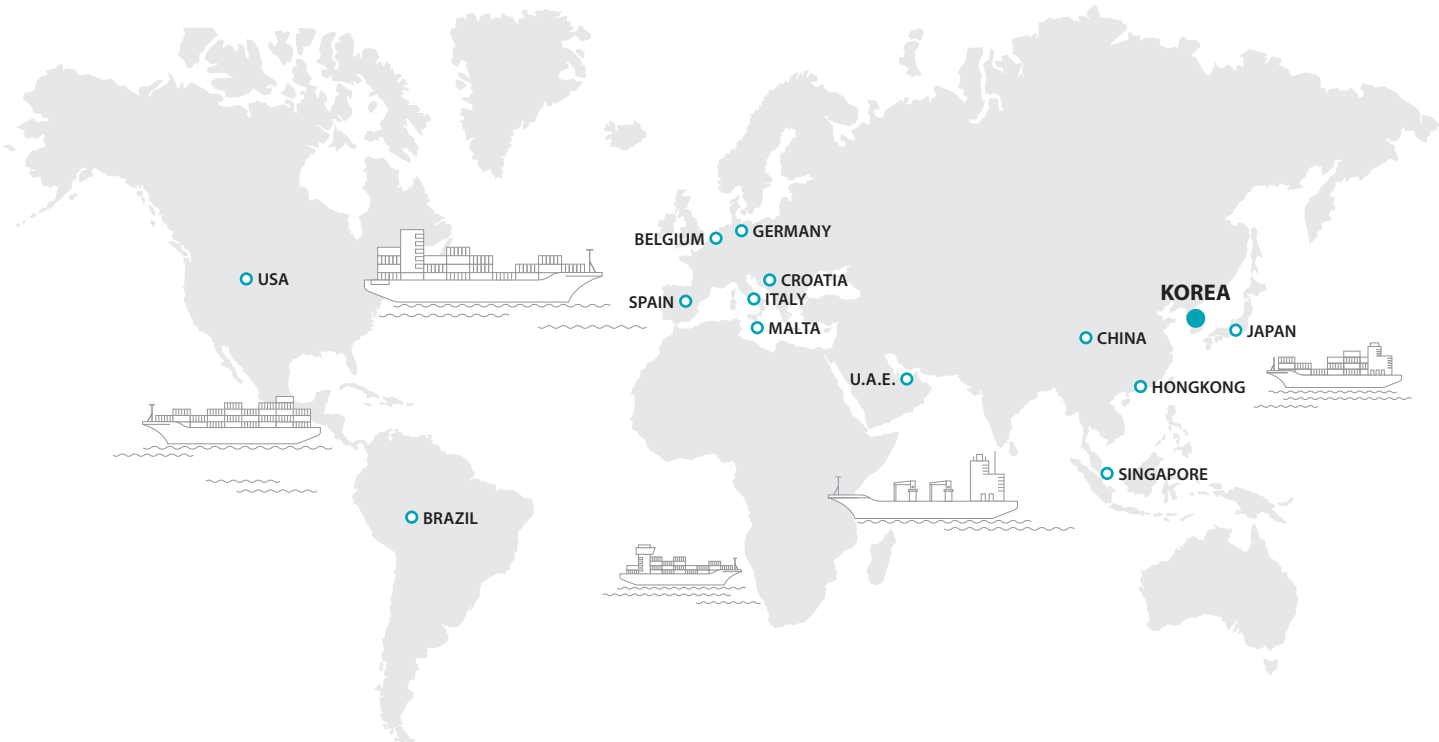 BELGIUM
GERMANY
USA
CROATIA
SPAIN
ITALY
KOREA
MALTA
JAPAN
CHINA
U.A.E.
HONGKONG
SINGAPORE
BRAZIL